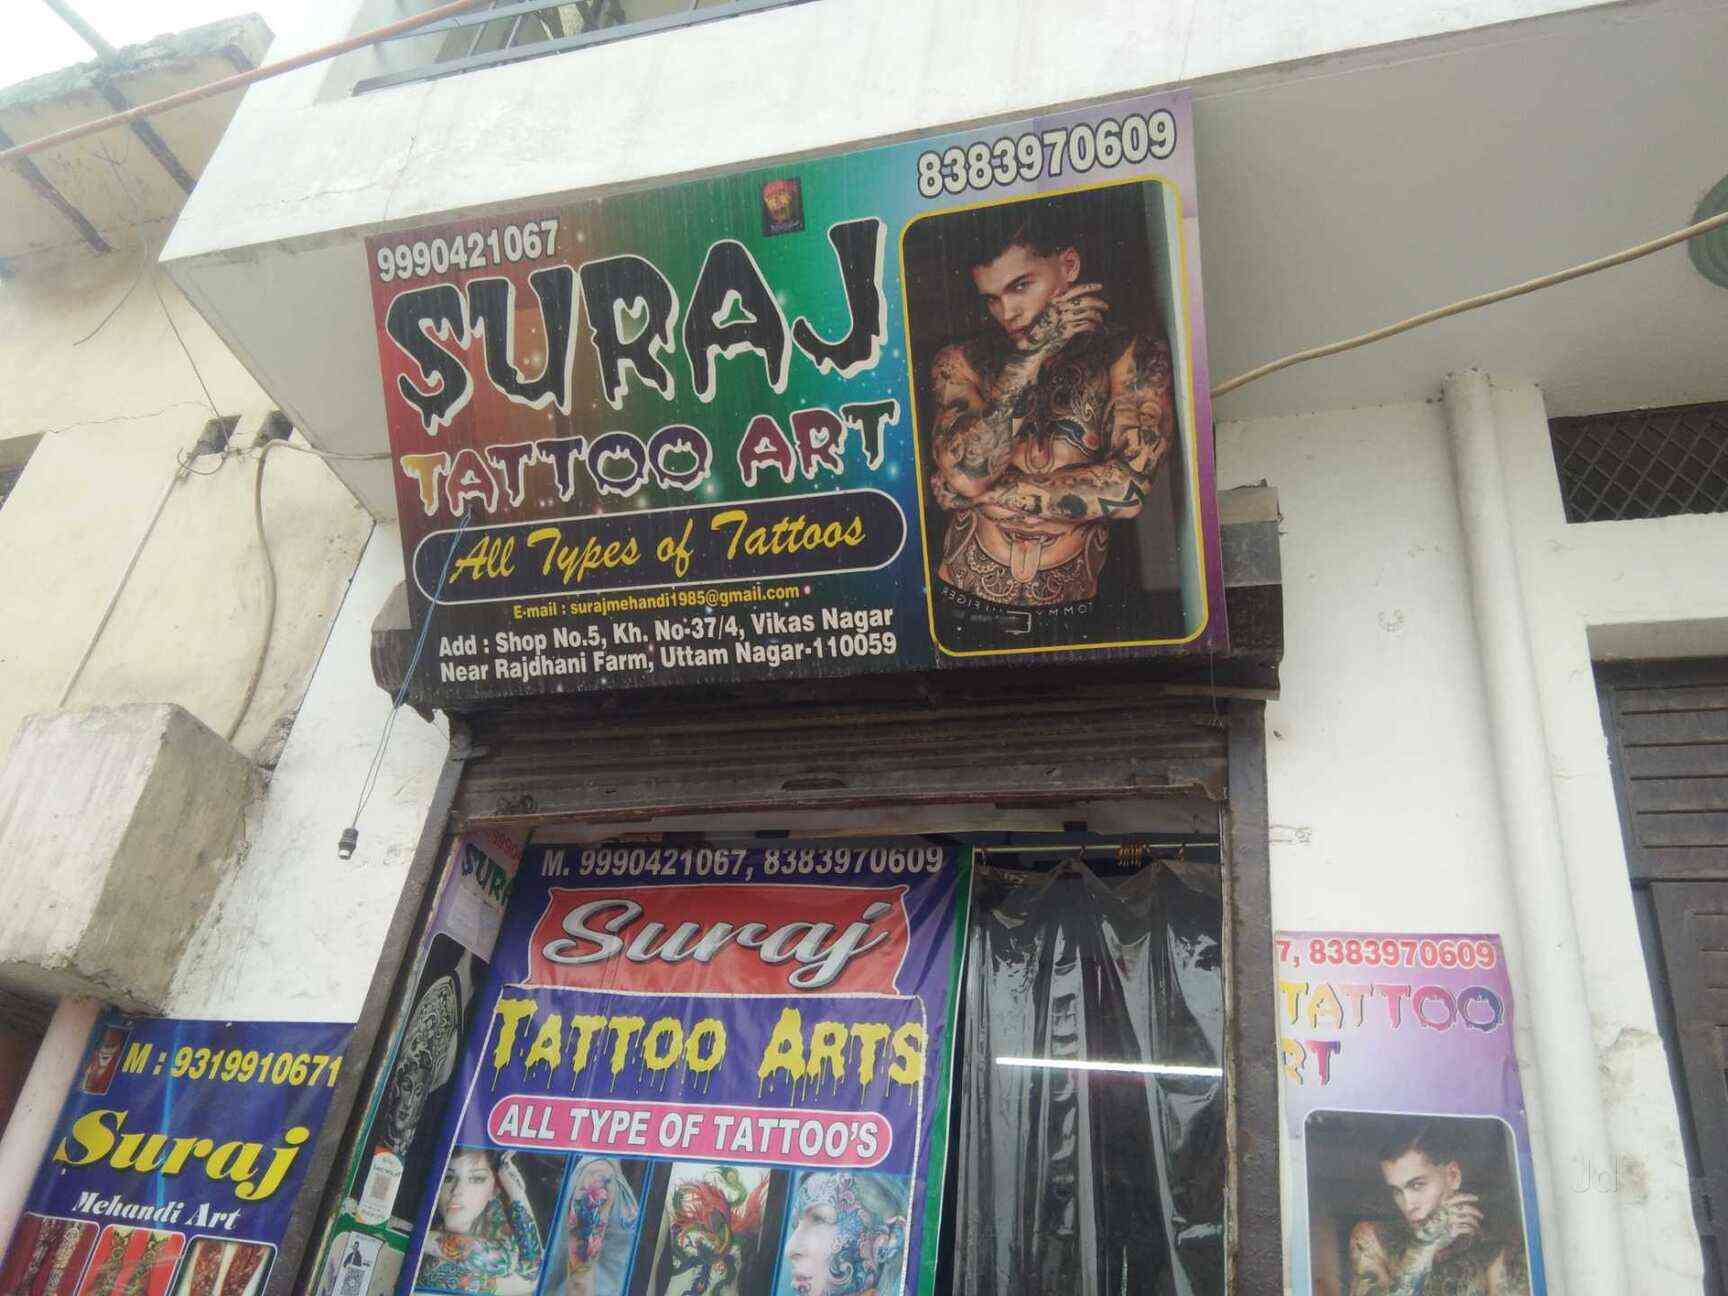 8383970609
9990421067
SURAJ
TATTOO ART
All Types of Tattoos
E-mail : surajmehandi1985@gmail.com
Add : Shop No.5, Kh. No-37/4, Vikas Nagar
Near Rajdhani Farm, Uttam Nagar-110059
M. 9990421067, 8383970609
Suraj
TATTOO ARTS
ALL TYPE OF TATTOO'S
SUR
7, 8383970609
TATTOO
RT
M : 9319910671
Suraj
Mehandi Art
Jd